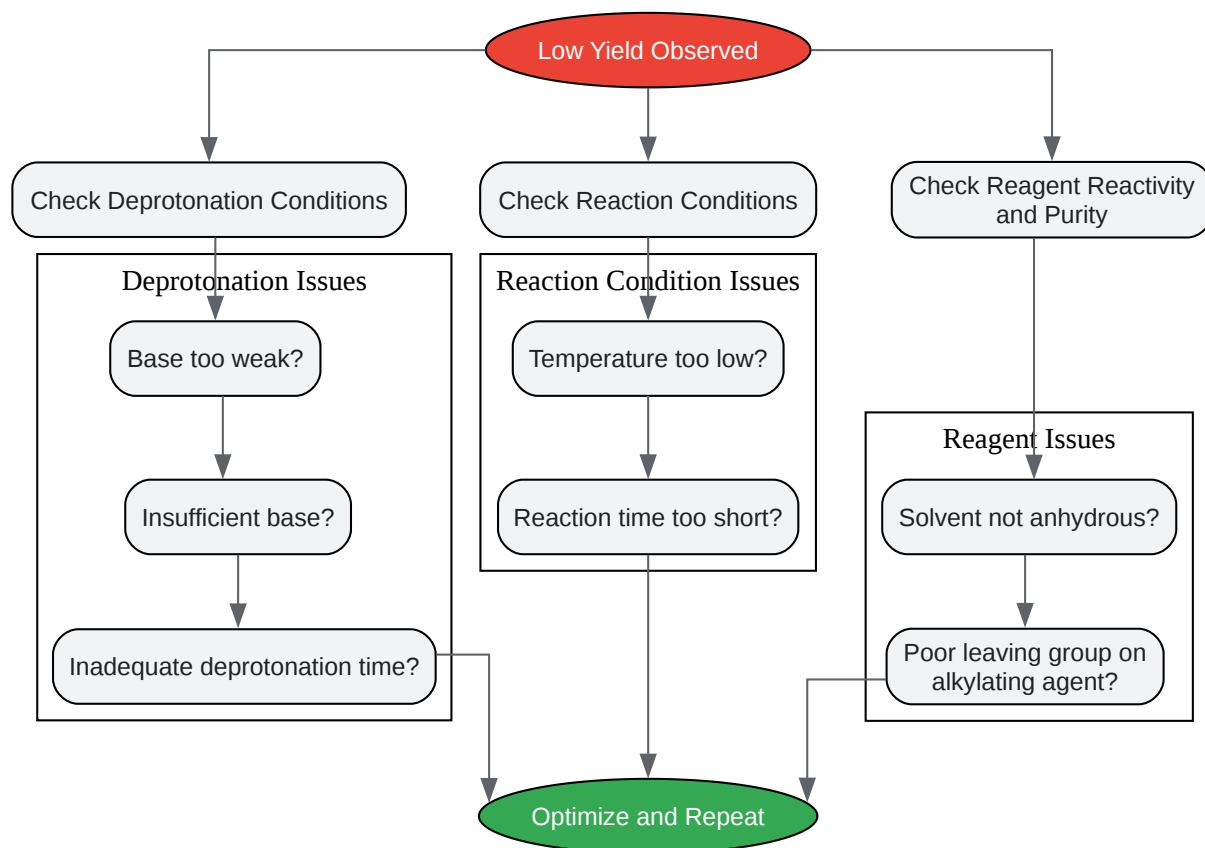 Low Yield Observed
Check Deprotonation Conditions
Check Reaction Conditions
Check Reagent Reactivity
and Purity
Deprotonation Issues
Base too weak?
Insufficient base?
Inadequate deprotonation time?
Reaction Condition Issues
Temperature too low?
Reaction time too short?
Reagent Issues
Solvent not anhydrous?
Poor leaving group on
alkylating agent?
Optimize and Repeat